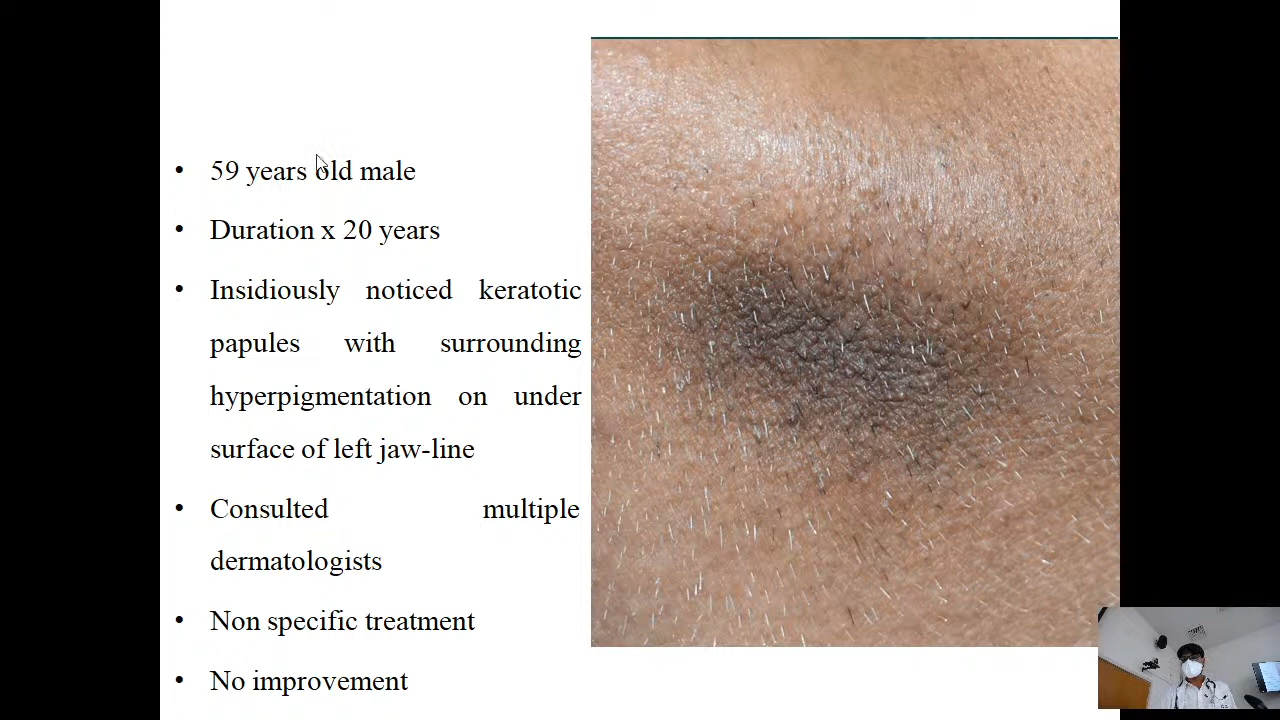 • 59 years old male
• Duration x 20 years
• Insidiously noticed keratotic
papules with surrounding
hyperpigmentation on under
surface of left jaw-line
• Consulted multiple
dermatologists
• Non specific treatment
• No improvement